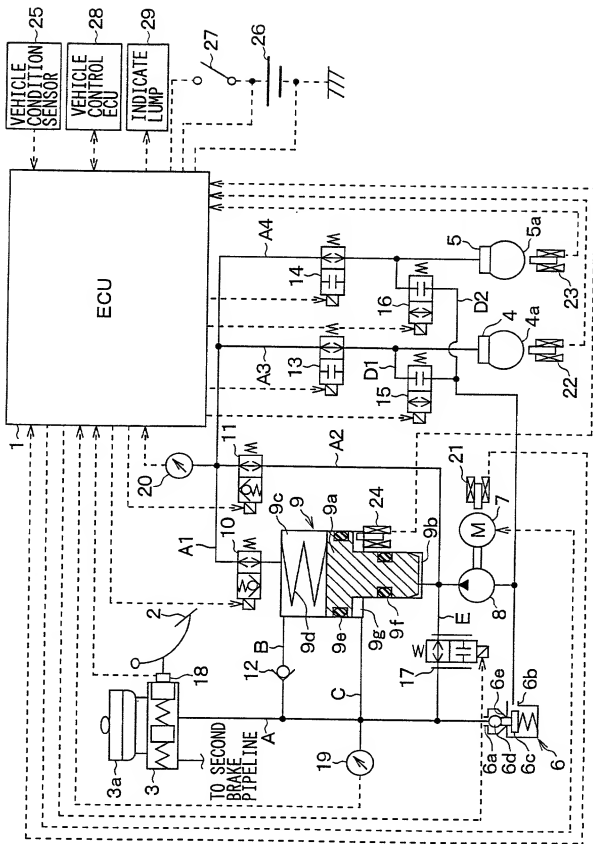 25
28
29
VEHICLE
CONDITION
SENSOR
VEHICLE
CONTROL
ECU
INDICATE
LUMP
27
26
1
ECU
A4
14
5
5a
16
D2
23
A3
13
4
4a
D1
15
22
20
11
A2
A1
10
9c
9
9a
24
9b
21
7
M
8
9d
9e
9g
9f
E
2
B
12
C
W
17
18
3a
3
A
TO SECOND
BRAKE
PIPELINE
19
6a
6e
6b
6d
6c
6